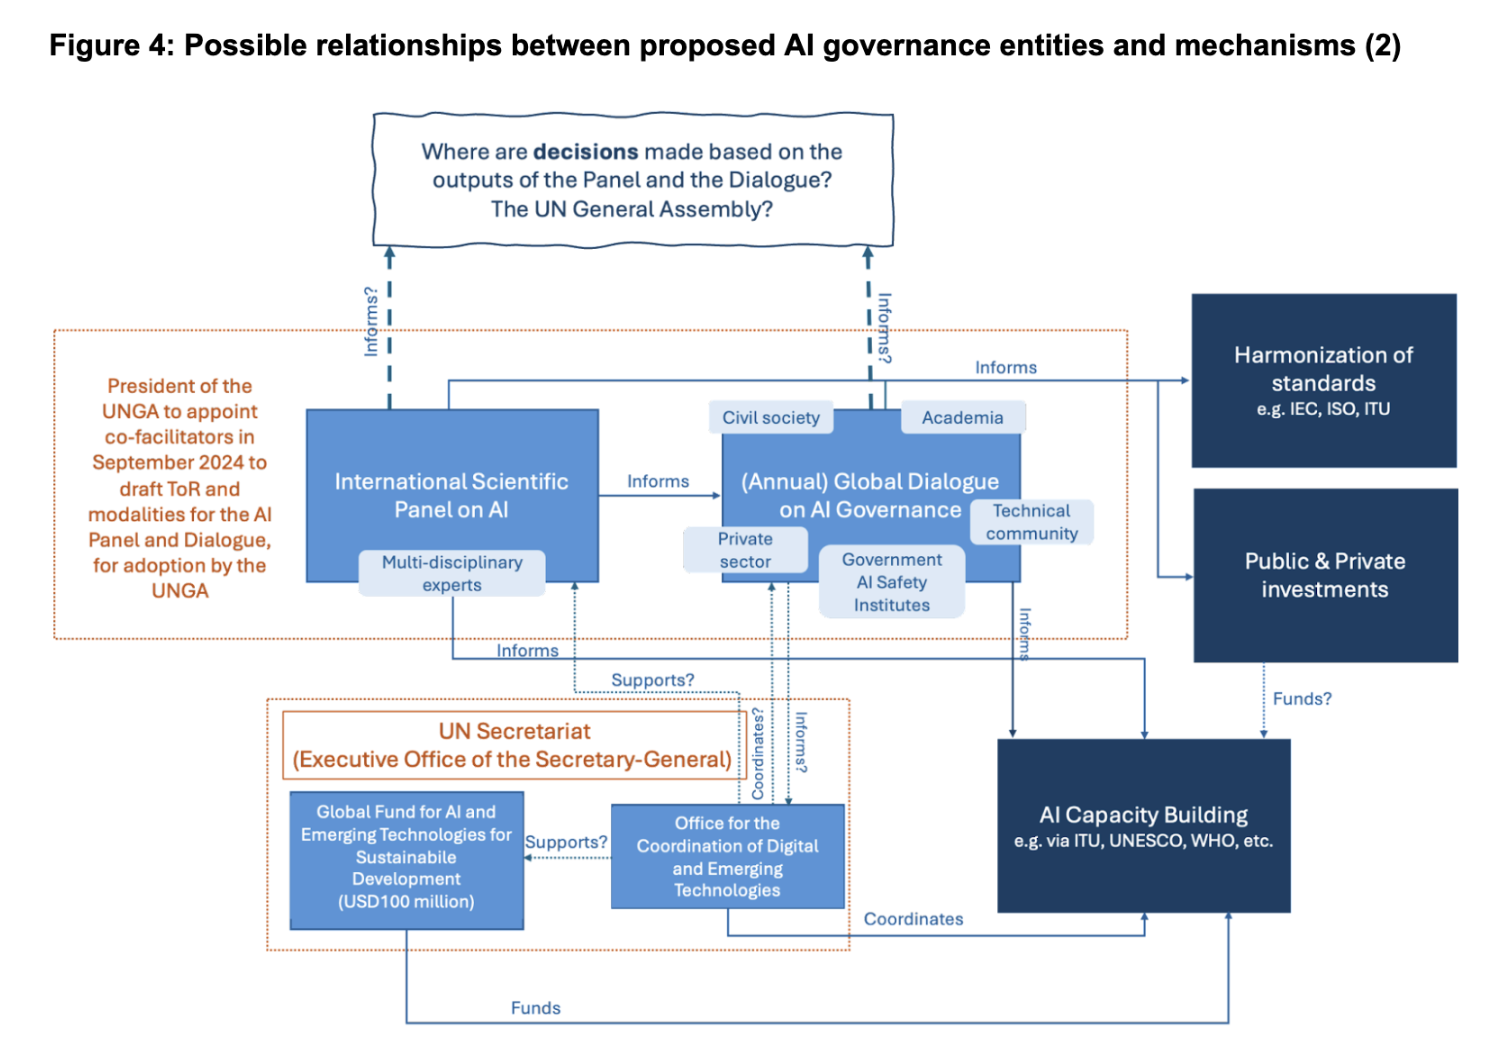 Figure 4: Possible relationships between proposed AI governance entities and mechanisms (2)
Where are decisions made based on the
outputs of the Panel and the Dialogue?
The UN General Assembly?
Informs?
Informs?
President of the
UNGA to appoint
co-facilitators in
September 2024 to
draft ToR and
modalities for the AI
Panel and Dialogue,
for adoption by the
UNGA
Informs
Harmonization of
standards
e.g. IEC, ISO, ITU
International Scientific
Panel on AI
Multi-disciplinary
experts
Informs
Civil society
Academia
(Annual) Global Dialogue
on AI Governance
Technical
community
Private
sector
Government
AI Safety
Institutes
Public & Private
investments
Informs
Informs
Supports?
Funds?
Coordinates?
Informs?
UN Secretariat
(Executive Office of the Secretary-General)
Global Fund for AI and
Emerging Technologies for
Sustainabile
Development
(USD100 million)
Supports?
Office for the
Coordination of Digital
and Emerging
Technologies
AI Capacity Building
e.g. via ITU, UNESCO, WHO, etc.
Coordinates
Funds